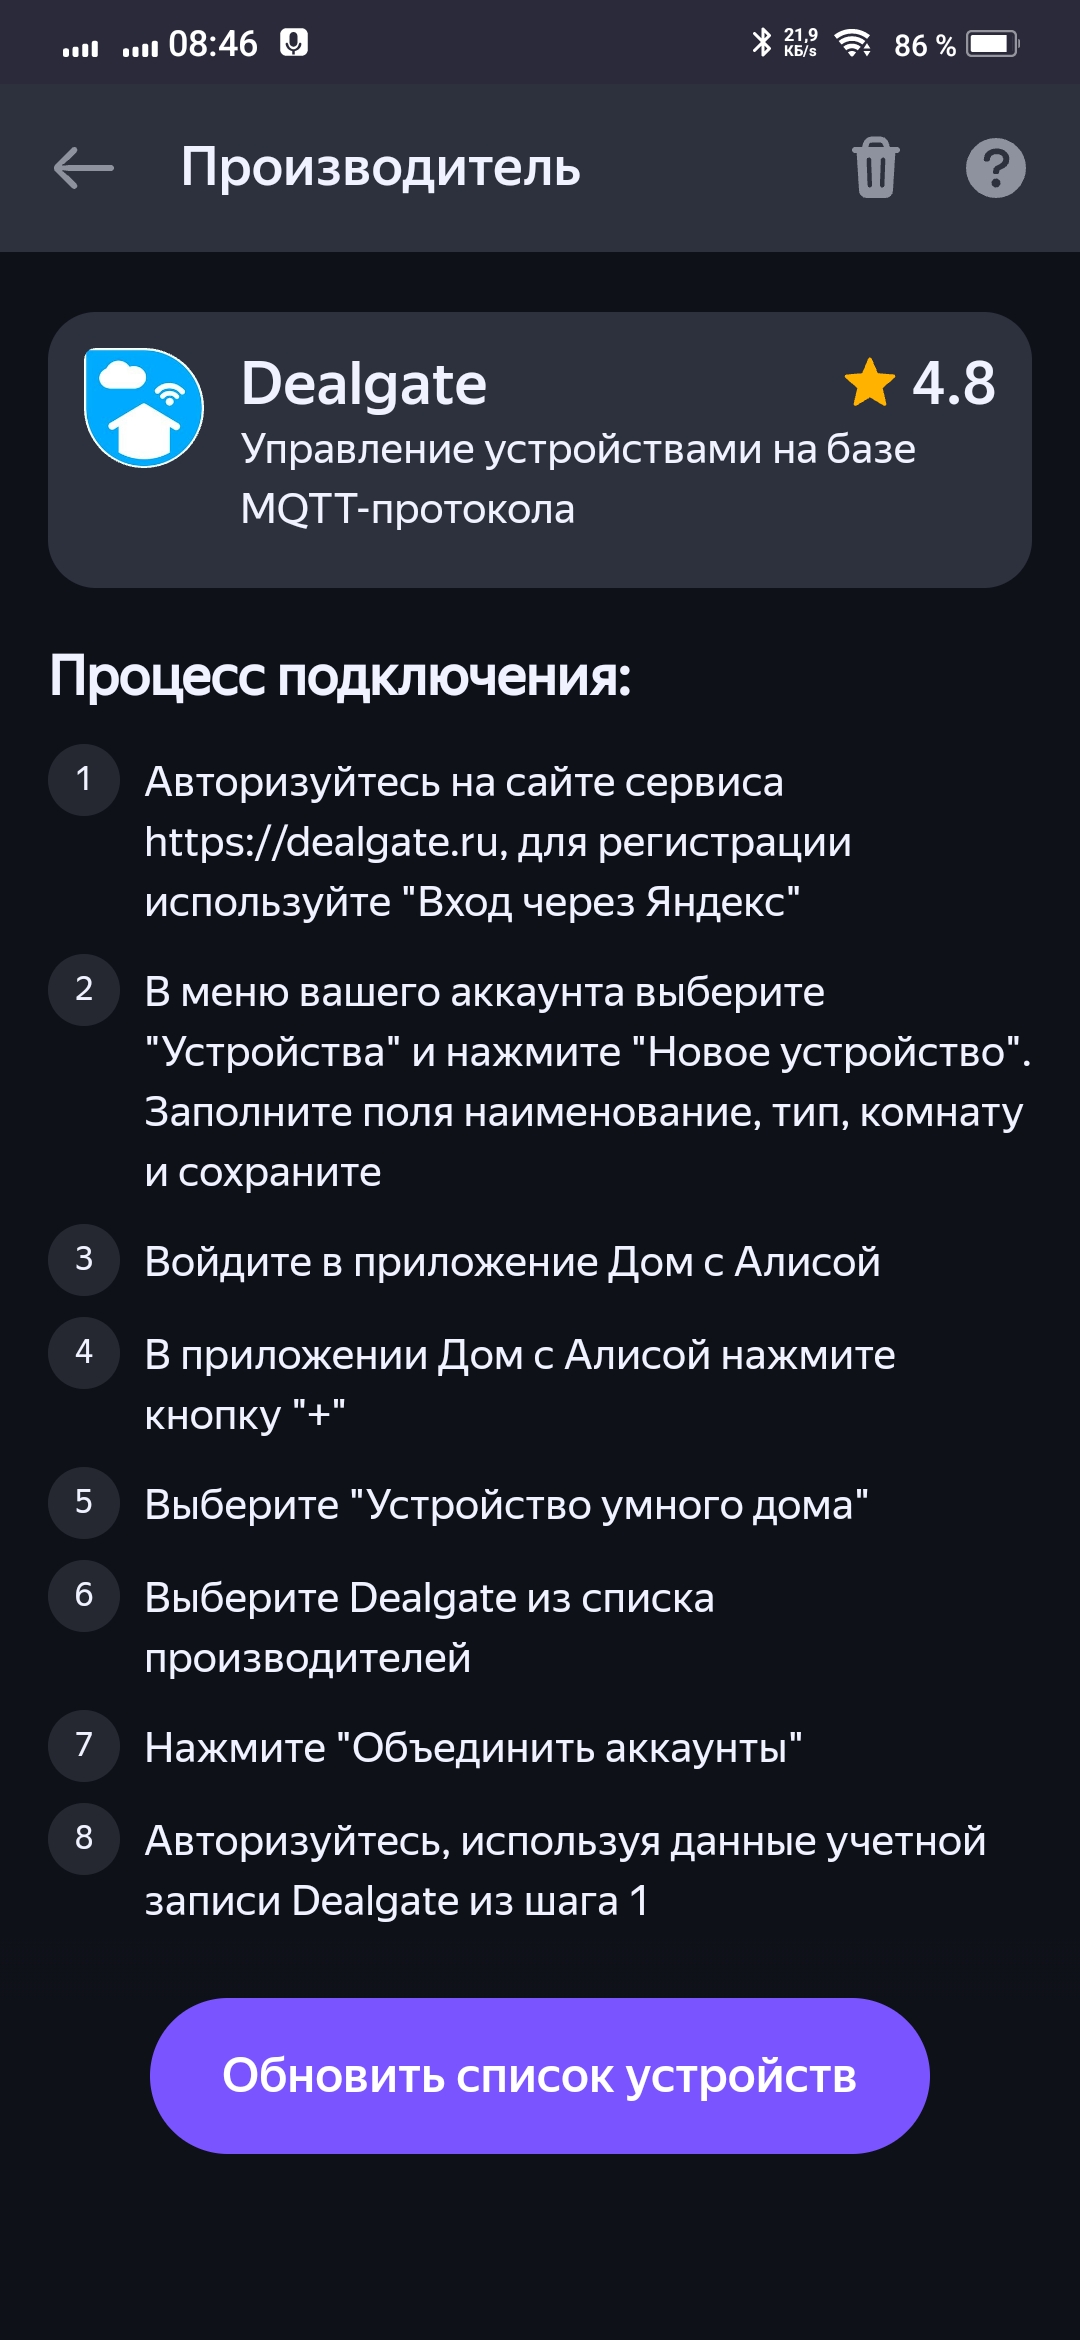 08:46
21,9
КБ/s
86 %
Производитель
Dealgate
4.8
Управление устройствами на базе
MQTT-протокола
Процесс подключения:
1
Авторизуйтесь на сайте сервиса
https://dealgate.ru, для регистрации
используйте "Вход через Яндекс"
2
В меню вашего аккаунта выберите
"Устройства" и нажмите "Новое устройство".
Заполните поля наименование, тип, комнату
и сохраните
3
Войдите в приложение Дом с Алисой
4
В приложении Дом с Алисой нажмите
кнопку "+"
5
Выберите "Устройство умного дома"
6
Выберите Dealgate из списка
производителей
7
Нажмите "Объединить аккаунты"
8
Авторизуйтесь, используя данные учетной
записи Dealgate из шага 1
Обновить список устройств